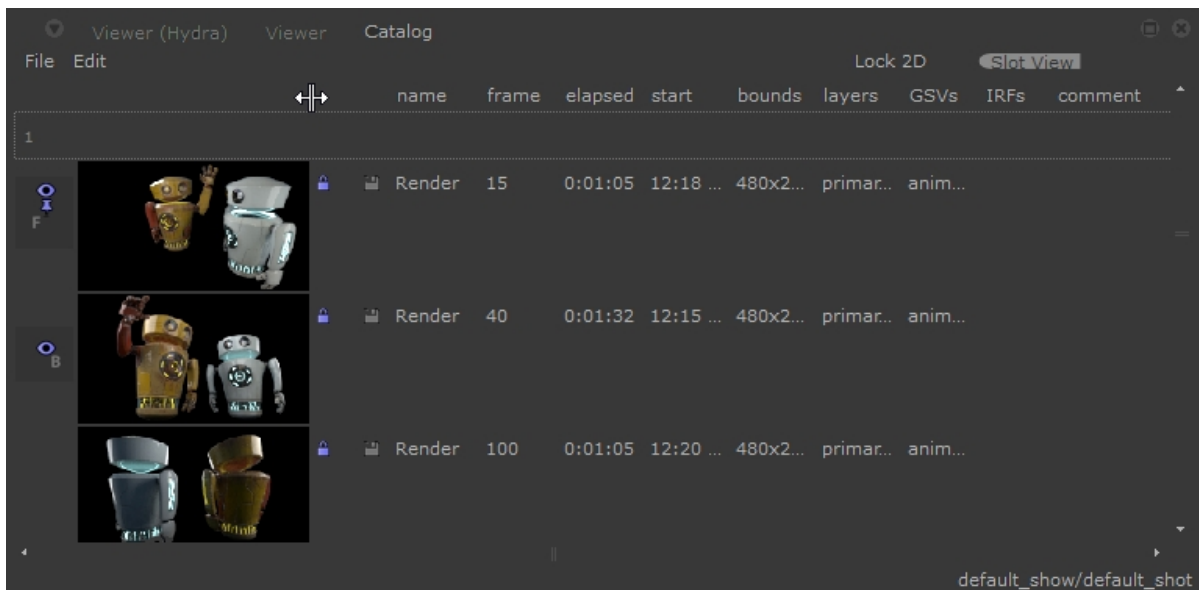 Viewer (Hydra) Viewer Catalog
File Edit Lock 2D Slot View
name frame elapsed start bounds layers GSVs IRFs comment
1
F Render 15 0:01:05 12:18 ... 480x2... primar... anim...
B Render 40 0:01:32 12:15 ... 480x2... primar... anim...
Render 100 0:01:05 12:20 ... 480x2... primar... anim...
default_show/default_shot